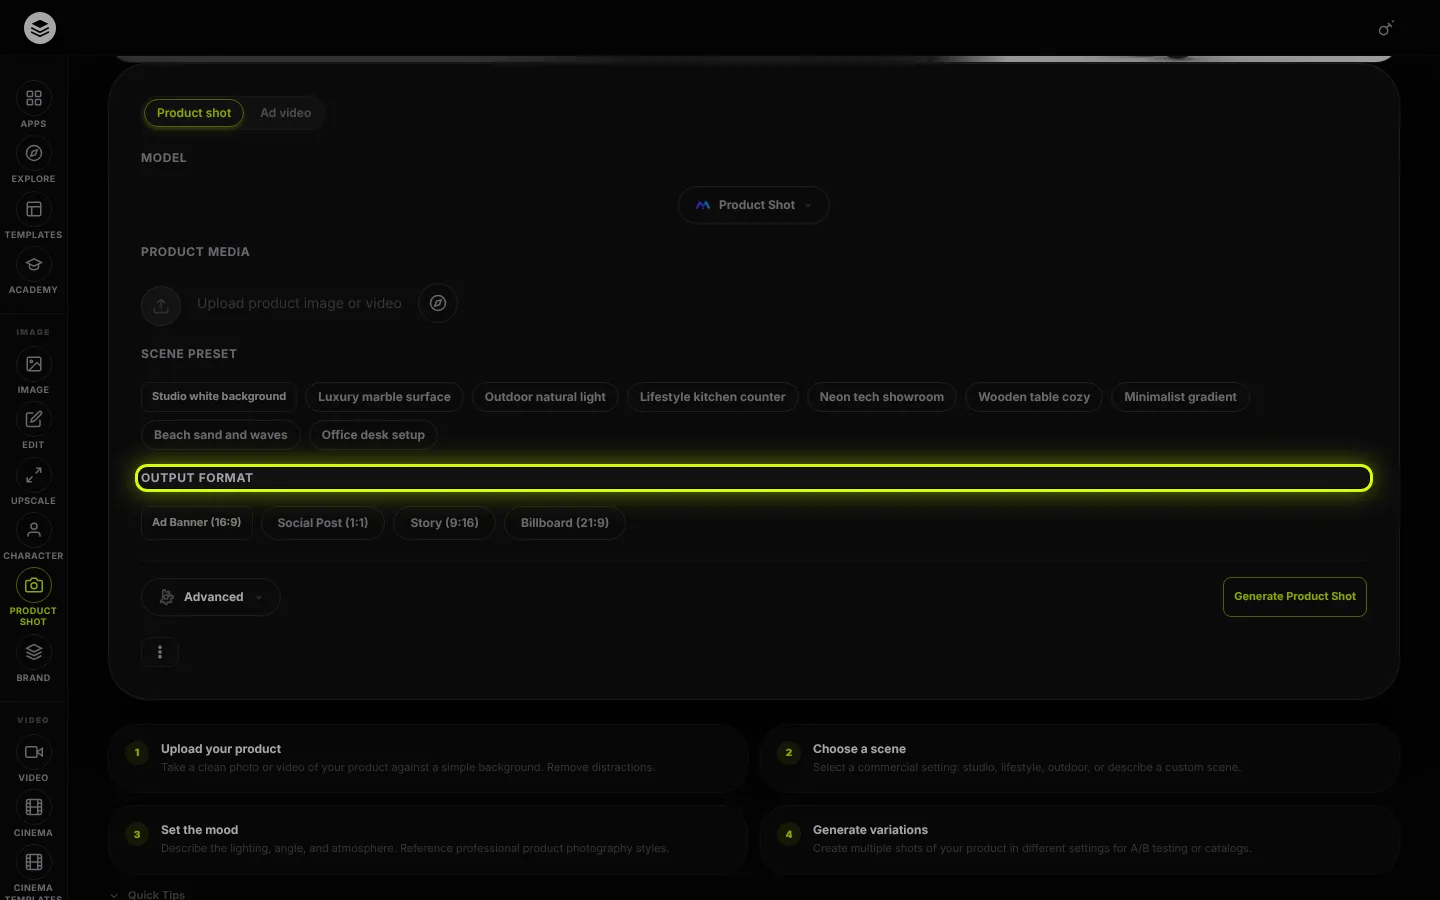 APPS
EXPLORE
TEMPLATES
ACADEMY
IMAGE
IMAGE
EDIT
UPSCALE
CHARACTER
PRODUCT
SHOT
BRAND
VIDEO
VIDEO
CINEMA
CINEMA
TEMPLATES
Product shot
Ad video
MODEL
Product Shot
PRODUCT MEDIA
Upload product image or video
SCENE PRESET
Studio white background
Luxury marble surface
Outdoor natural light
Lifestyle kitchen counter
Neon tech showroom
Wooden table cozy
Minimalist gradient
Beach sand and waves
Office desk setup
OUTPUT FORMAT
Ad Banner (16:9)
Social Post (1:1)
Story (9:16)
Billboard (21:9)
Advanced
Generate Product Shot
1
Upload your product
Take a clean photo or video of your product against a simple background. Remove distractions.
2
Choose a scene
Select a commercial setting: studio, lifestyle, outdoor, or describe a custom scene.
3
Set the mood
Describe the lighting, angle, and atmosphere. Reference professional product photography styles.
4
Generate variations
Create multiple shots of your product in different settings for A/B testing or catalogs.
Quick Tips